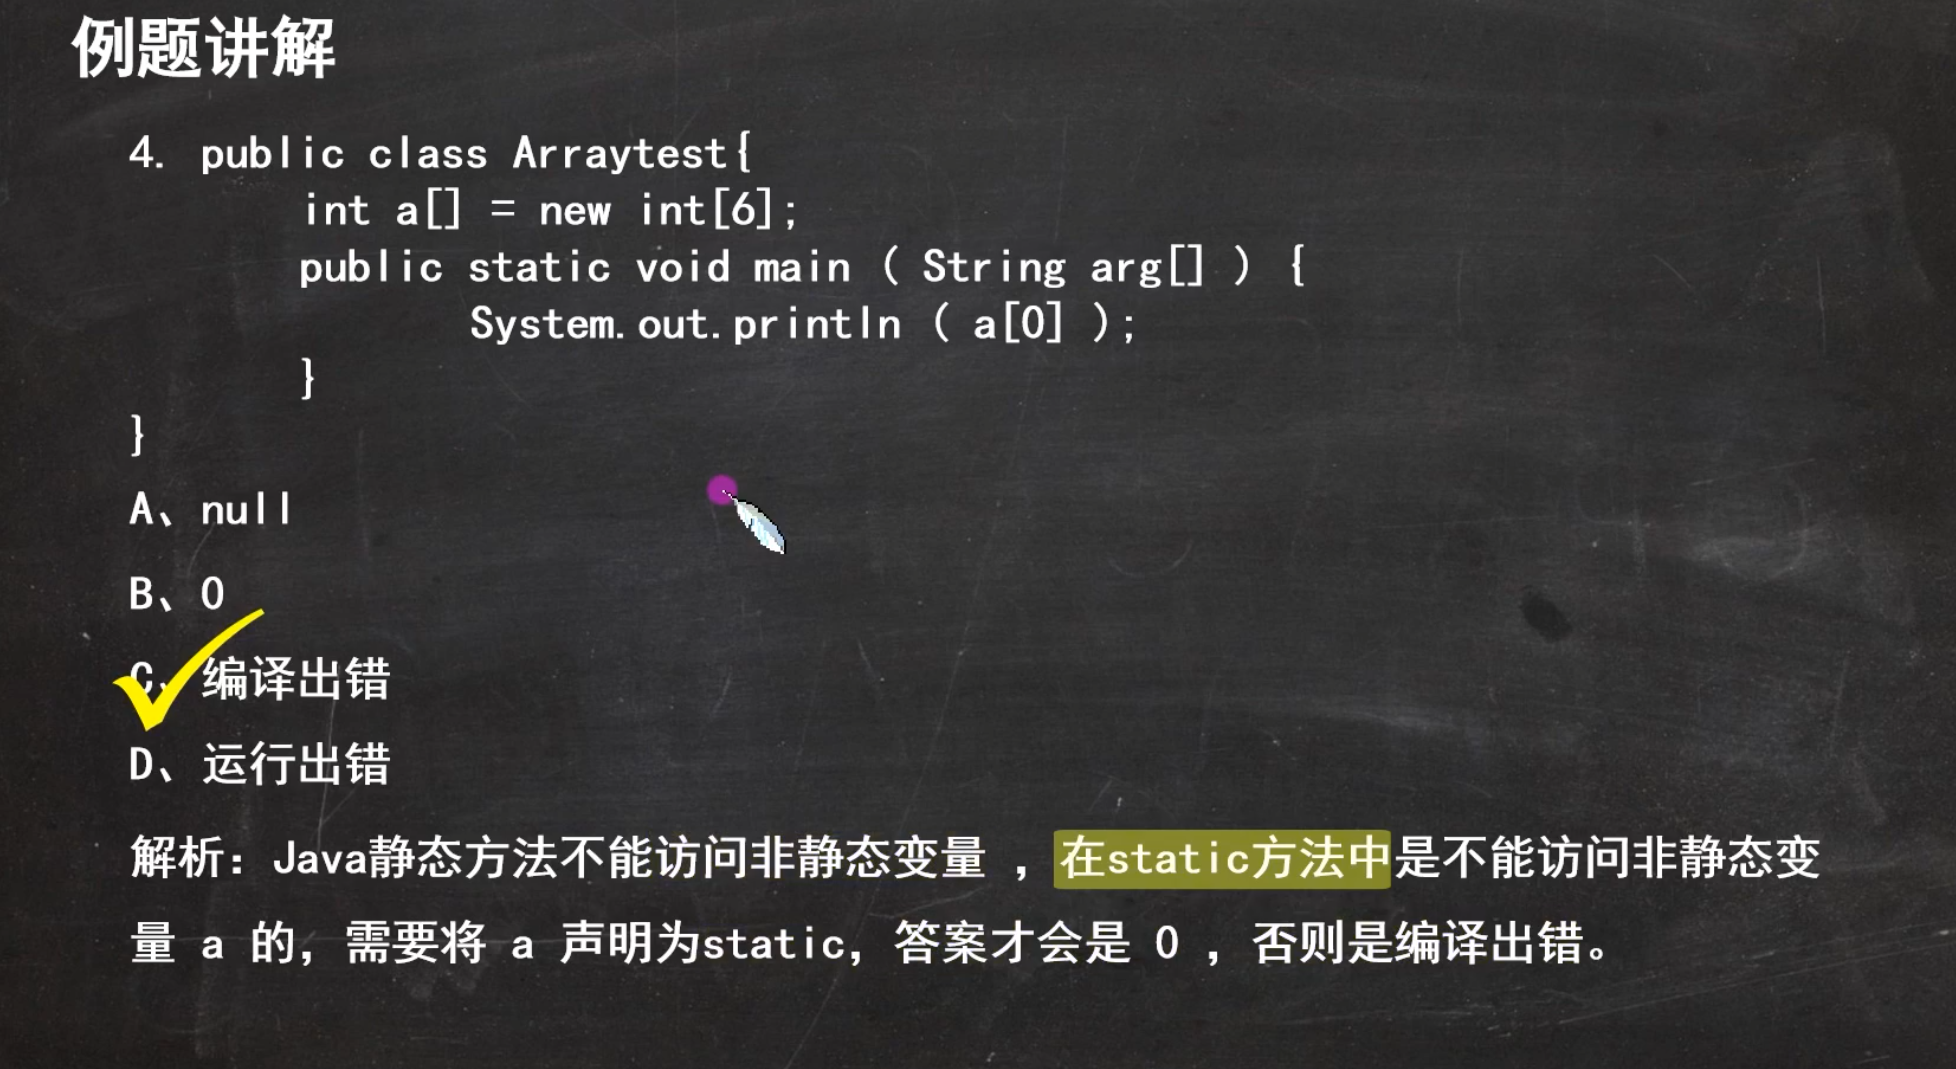 例题讲解
4. public class Arraytest{
int a[] = new int[6];
public static void main ( String arg[] ) {
System.out.println ( a[0] );
}
}
A、null
B、0
C、编译出错
D、运行出错
解析：Java静态方法不能访问非静态变量 ，在static方法中是不能访问非静态变
量 a 的，需要将 a 声明为static，答案才会是 0 ，否则是编译出错。